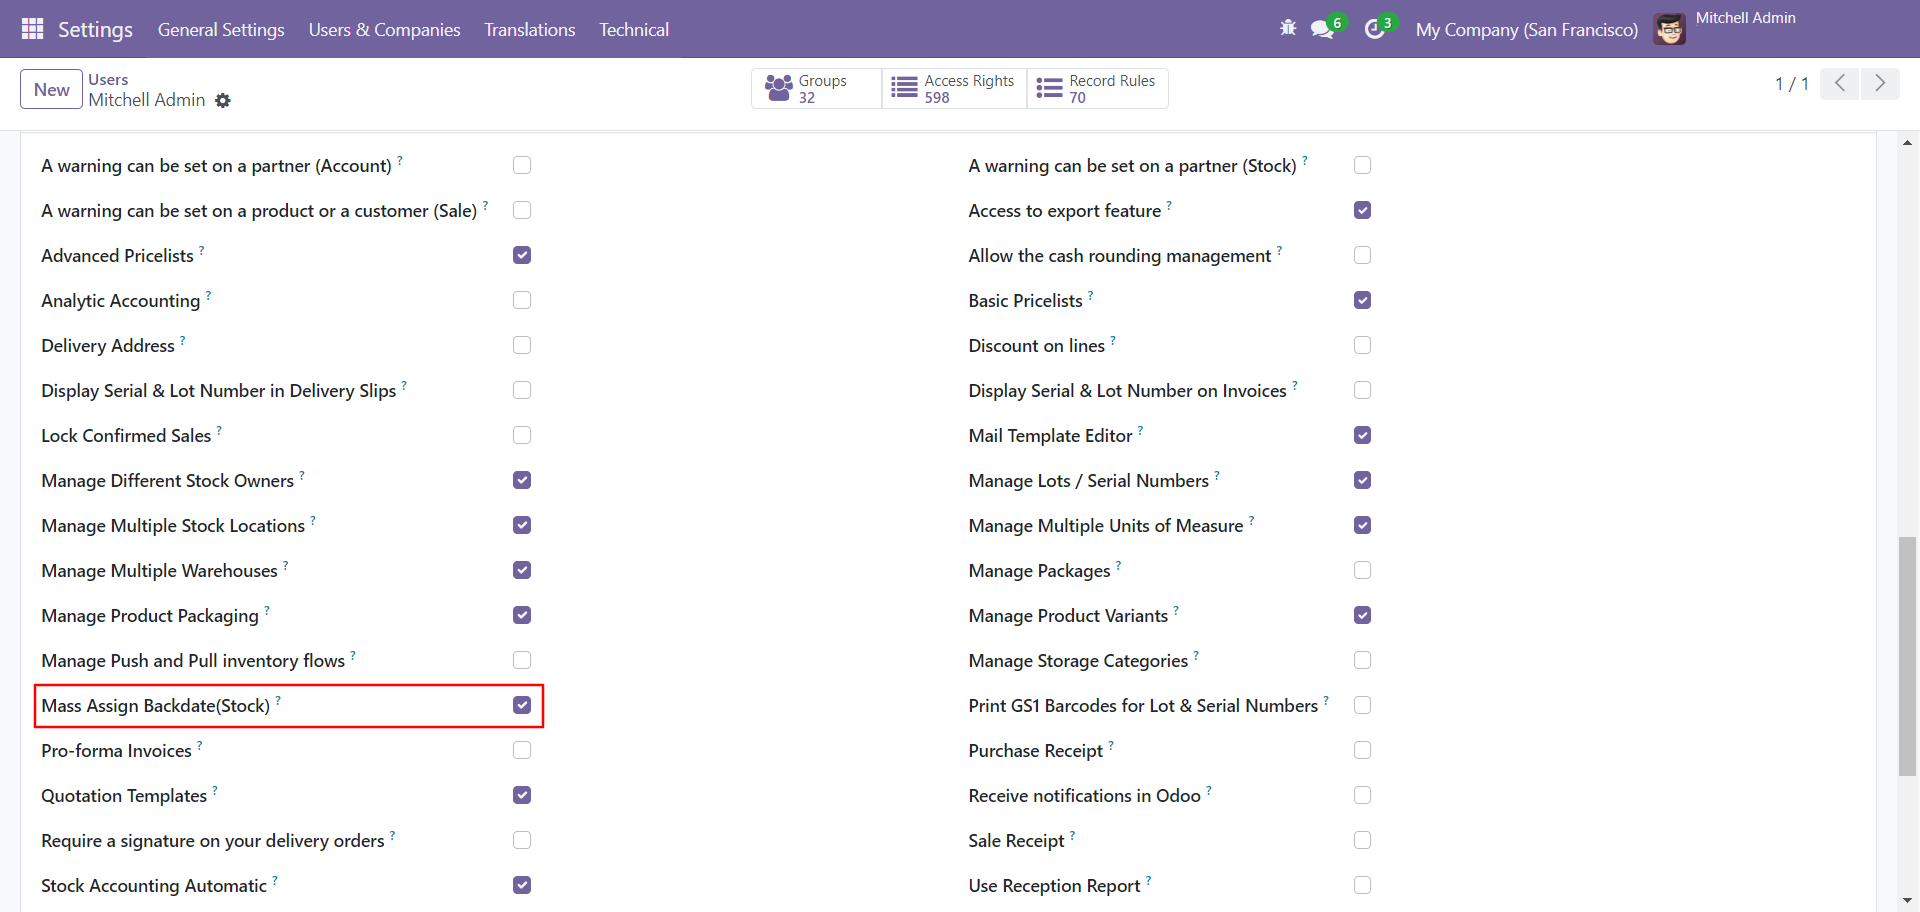 Settings General Settings Users & Companies Translations Technical 6 3 My Company (San Francisco) Mitchell Admin
New Users Groups Access Rights Record Rules 1 / 1
Mitchell Admin 32 598 70
A warning can be set on a partner (Account) ? A warning can be set on a partner (Stock) ?
A warning can be set on a product or a customer (Sale) ? Access to export feature ?
Advanced Pricelists ? Allow the cash rounding management ?
Analytic Accounting ? Basic Pricelists ?
Delivery Address ? Discount on lines ?
Display Serial & Lot Number in Delivery Slips ? Display Serial & Lot Number on Invoices ?
Lock Confirmed Sales ? Mail Template Editor ?
Manage Different Stock Owners ? Manage Lots / Serial Numbers ?
Manage Multiple Stock Locations ? Manage Multiple Units of Measure ?
Manage Multiple Warehouses ? Manage Packages ?
Manage Product Packaging ? Manage Product Variants ?
Manage Push and Pull inventory flows ? Manage Storage Categories ?
Mass Assign Backdate(Stock) ? Print GS1 Barcodes for Lot & Serial Numbers ?
Pro-forma Invoices ? Purchase Receipt ?
Quotation Templates ? Receive notifications in Odoo ?
Require a signature on your delivery orders ? Sale Receipt ?
Stock Accounting Automatic ? Use Reception Report ?